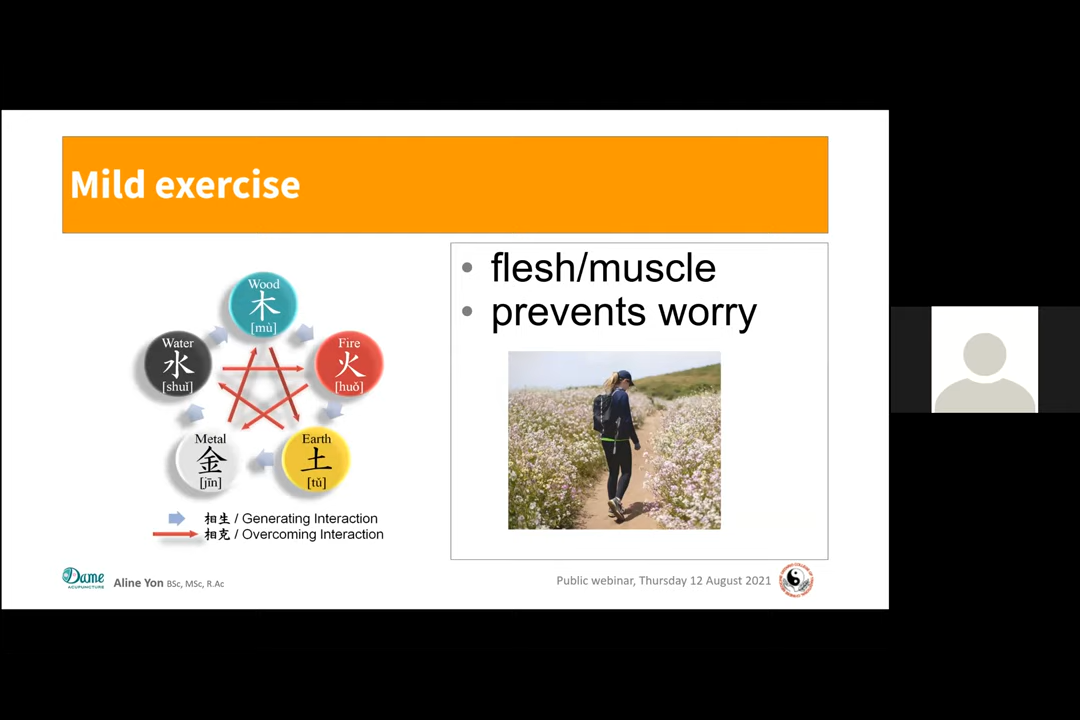 Mild exercise
Wood
木
[mù]
Fire
火
[huǒ]
Earth
土
[tǔ]
Metal
金
[jīn]
Water
水
[shuǐ]
相生 / Generating Interaction
相克 / Overcoming Interaction
• flesh/muscle
• prevents worry
Dame
ACUPUNCTURE
Aline Yon BSc, MSc, R.Ac
Public webinar, Thursday 12 August 2021